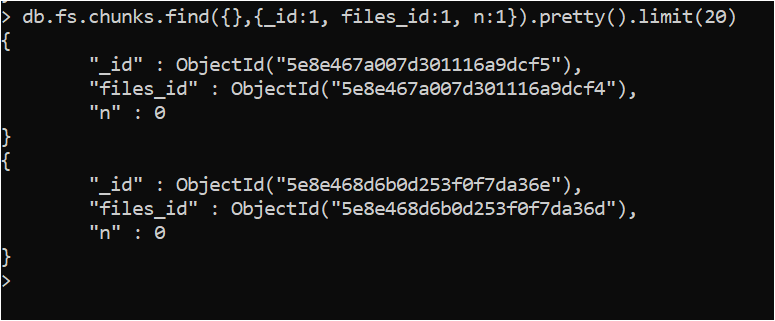 > db.fs.chunks.find({},{_id:1, files_id:1, n:1}).pretty().limit(20)
{
        "_id" : ObjectId("5e8e467a007d301116a9dcf5"),
        "files_id" : ObjectId("5e8e467a007d301116a9dcf4"),
        "n" : 0
}
{
        "_id" : ObjectId("5e8e468d6b0d253f0f7da36e"),
        "files_id" : ObjectId("5e8e468d6b0d253f0f7da36d"),
        "n" : 0
}
>